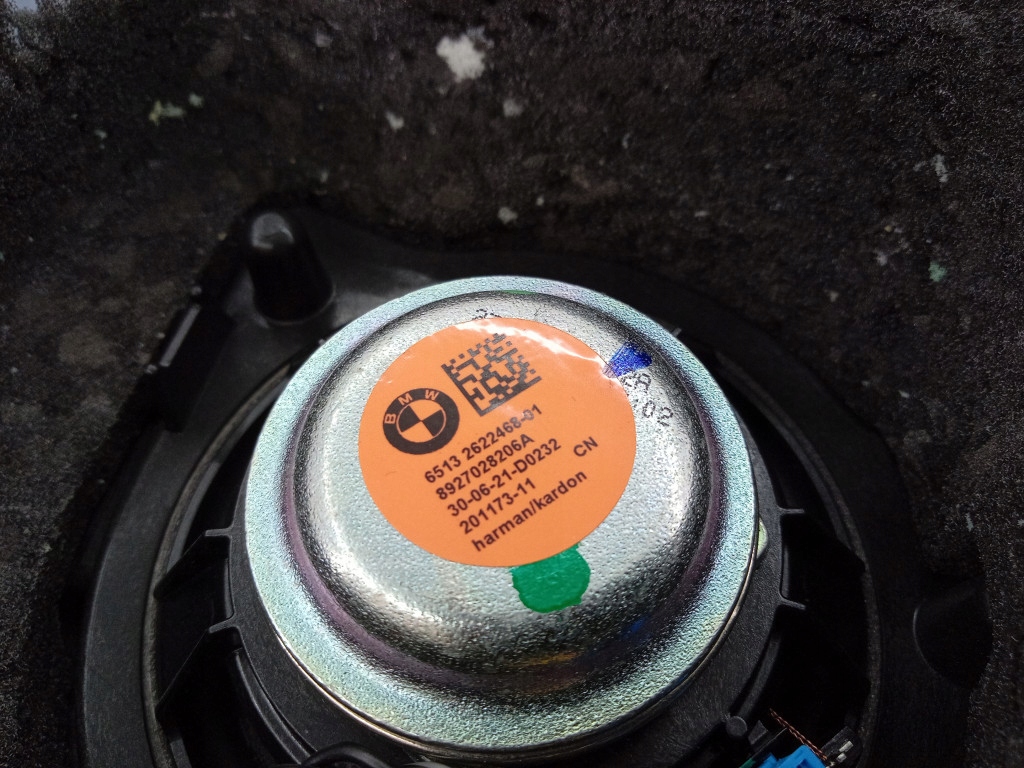 BMW
6513 2622468-01
8927028206A
30-06-21-D0232 CN
201173-11
harman/kardon